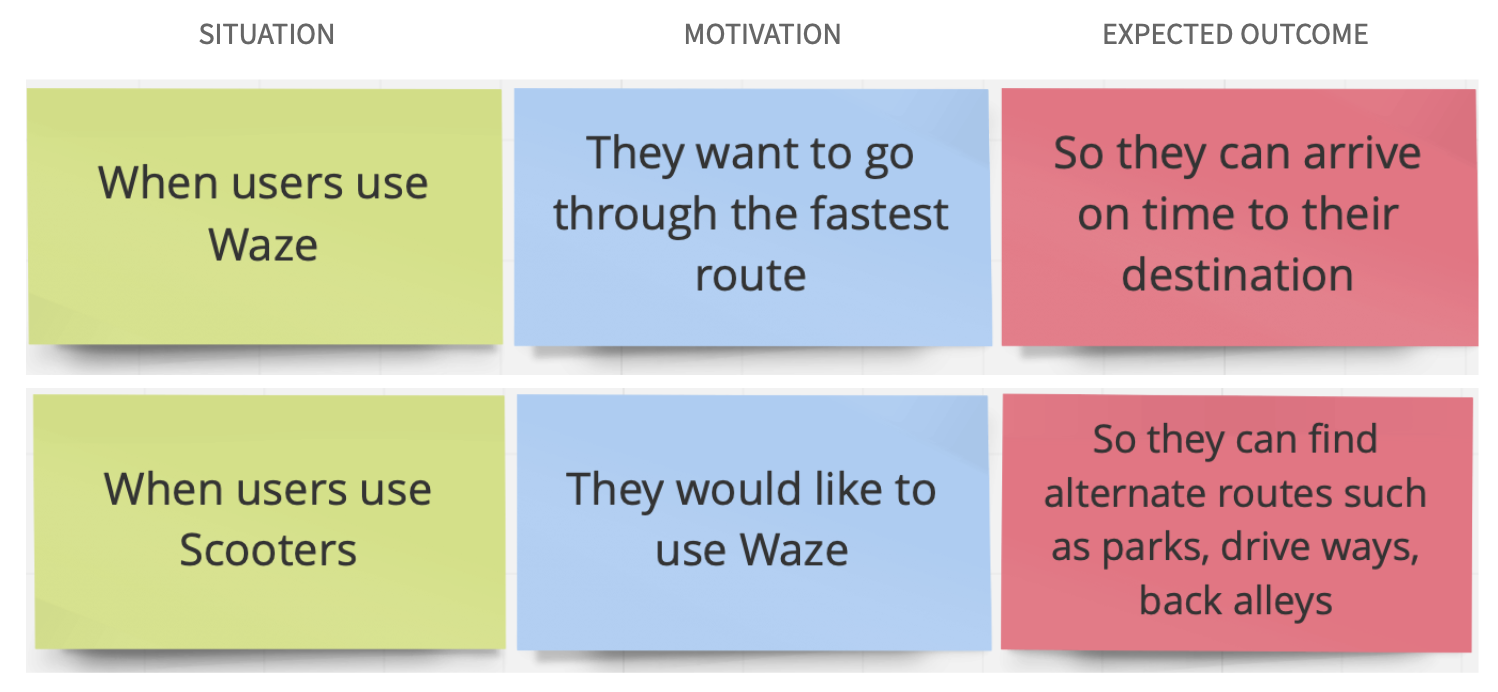 SITUATION
MOTIVATION
EXPECTED OUTCOME
When users use
Waze
They want to go
through the fastest
route
So they can arrive
on time to their
destination
When users use
Scooters
They would like to
use Waze
So they can find
alternate routes such
as parks, drive ways,
back alleys